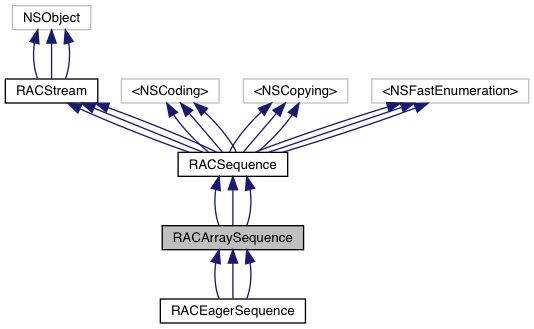 NSObject
RACStream
<NSCoding>
<NSCopying>
<NSFastEnumeration>
RACSequence
RACArraySequence
RACEagerSequence